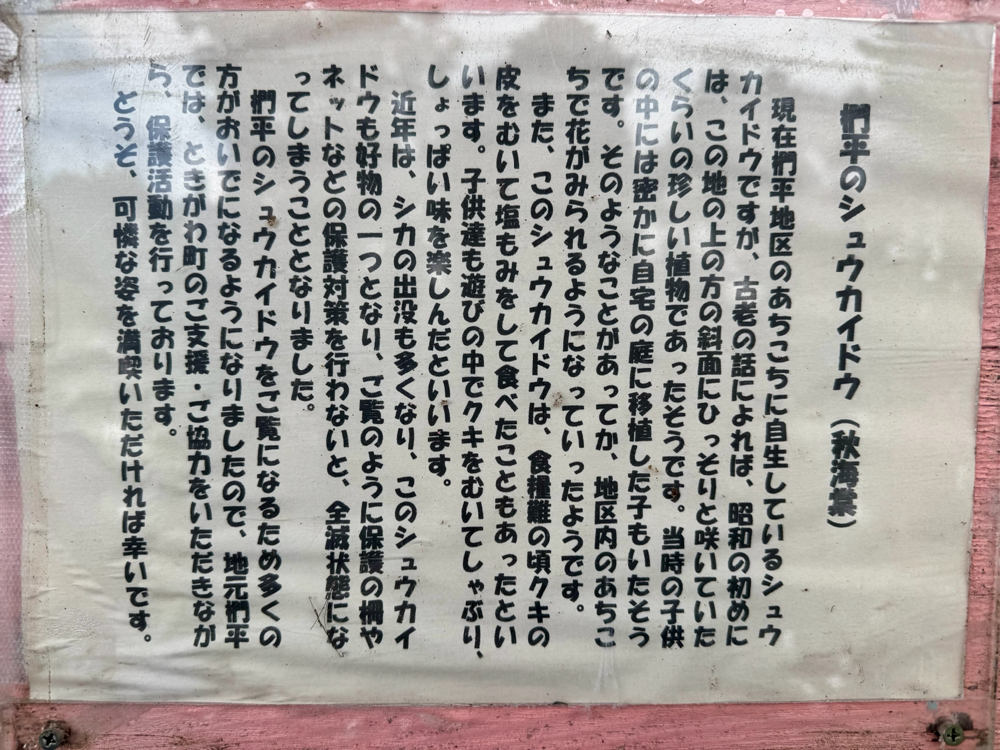 椚平のシュウカイドウ（秋海棠）
現在椚平地区のあちこちに自生しているシュウ
カイドウですが、古老の話によれば、昭和の初めに
は、この地の上の方の斜面にひっそりと咲いていた
くらいの珍しい植物であったそうです。当時の子供
の中には密かに自宅の庭に移植した子もいたそう
です。そのようなことがあってか、地区内のあちこ
ちで花がみられるようになっていったようです。
また、このシュウカイドウは、食糧難の頃クキの
皮をむいて塩もみをして食べたこともあったとい
います。子供達も遊びの中でクキをむいてしゃぶり、
しょっぱい味を楽しんだといいます。
近年は、シカの出没も多くなり、このシュウカイ
ドウも好物の一つとなり、ご覧のように保護の柵や
ネットなどの保護対策を行わないと、全滅状態にな
ってしまうこととなりました。
椚平のシュウカイドウをご覧になるため多くの
方がおいでになるようになりましたので、地元椚平
では、ときがわ町のご支援・ご協力をいただきなが
ら、保護活動を行っております。
どうぞ、可憐な姿を満喫いただければ幸いです。